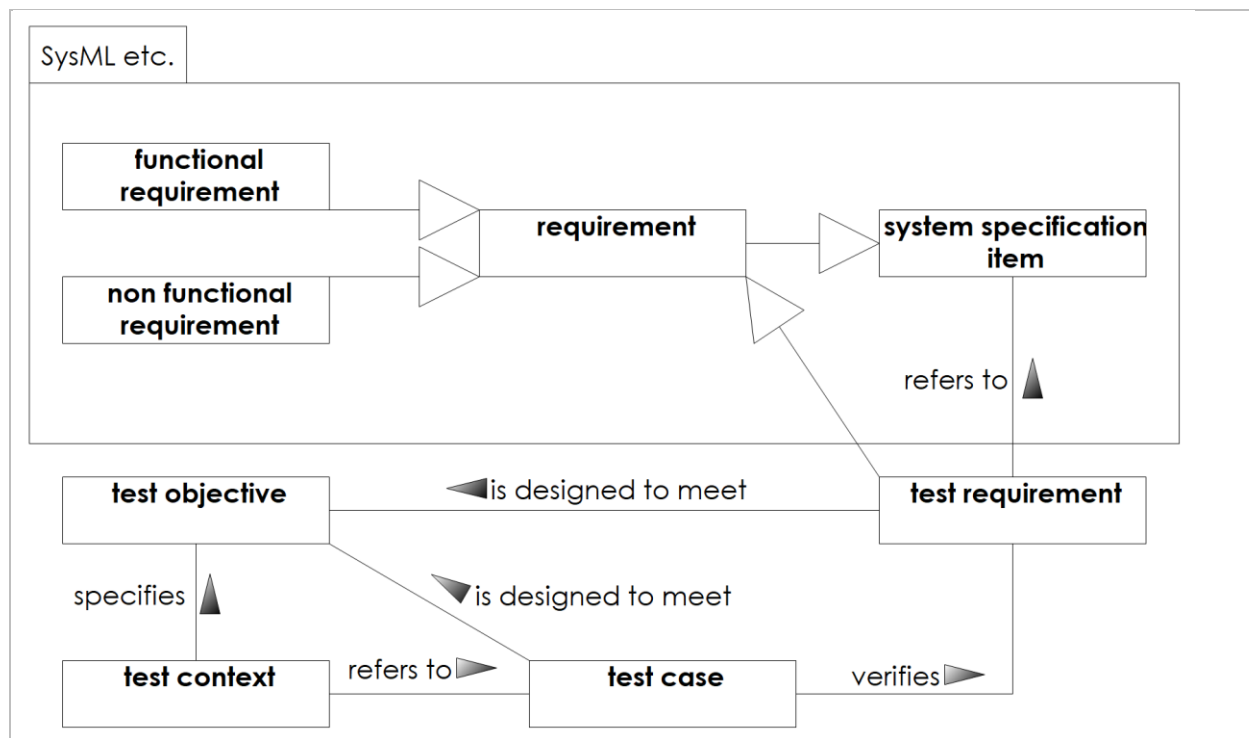 SysML etc.
functional
requirement
requirement
system specification
item
non functional
requirement
refers to
test objective
is designed to meet
test requirement
specifies
is designed to meet
test context
refers to
test case
verifies